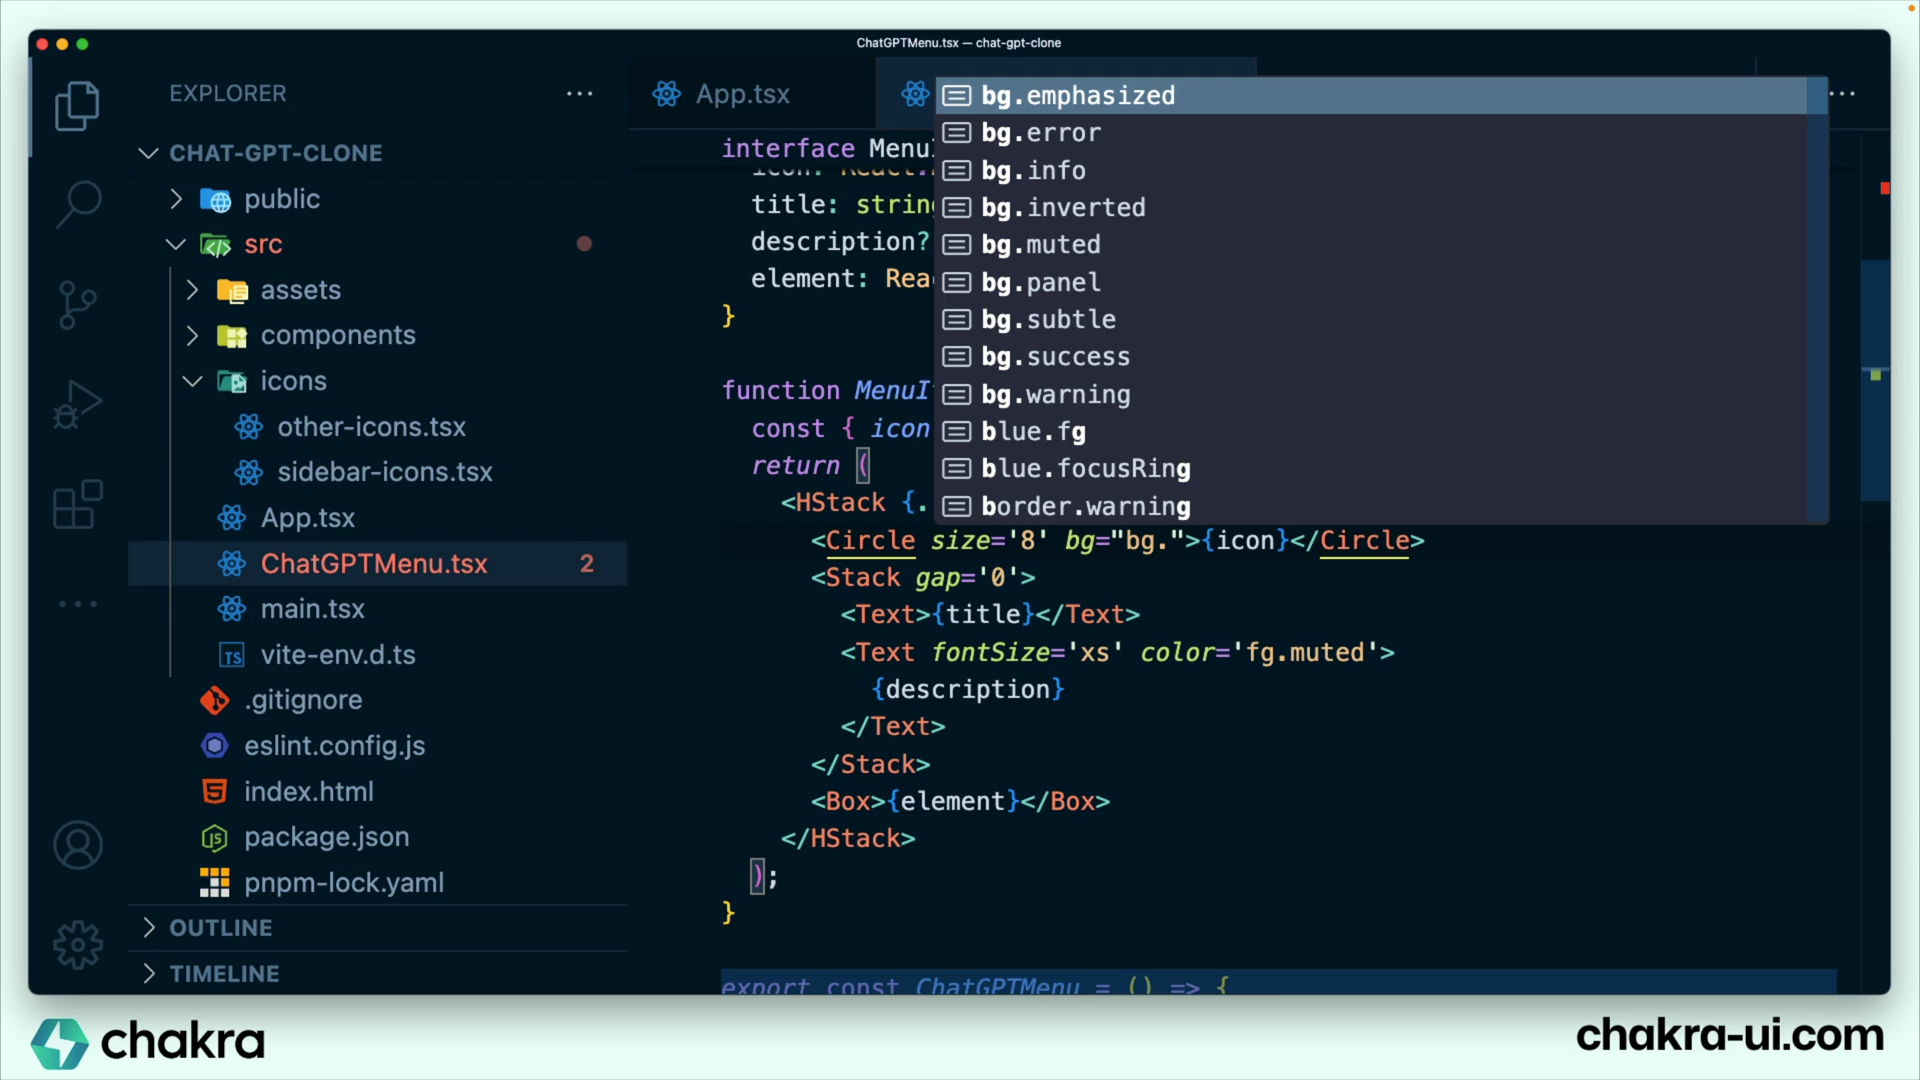 ChatGPTMenu.tsx — chat-gpt-clone
EXPLORER
CHAT-GPT-CLONE
public
src
assets
components
icons
other-icons.tsx
sidebar-icons.tsx
App.tsx
ChatGPTMenu.tsx 2
main.tsx
TS vite-env.d.ts
.gitignore
eslint.config.js
index.html
package.json
pnpm-lock.yaml
OUTLINE
TIMELINE
App.tsx
bg.emphasized
bg.error
bg.info
bg.inverted
bg.muted
bg.panel
bg.subtle
bg.success
bg.warning
blue.fg
blue.focusRing
border.warning
interface Menu
icon: React.
title: string
description?
element: Rea
}
function MenuI
const { icon
return (
<HStack {.
<Circle size='8' bg="bg.">{icon}</Circle>
<Stack gap='0'>
<Text>{title}</Text>
<Text fontSize='xs' color='fg.muted'>
{description}
</Text>
</Stack>
<Box>{element}</Box>
</HStack>
);
}
export const ChatGPTMenu = () => {
chakra
chakra-ui.com